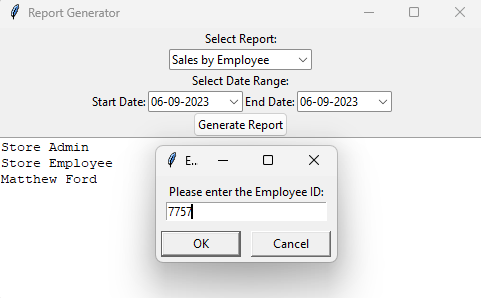 Report Generator
Select Report:
Sales by Employee
Select Date Range:
Start Date: 06-09-2023 End Date: 06-09-2023
Generate Report
Store Admin
Store Employee
Matthew Ford
E..
Please enter the Employee ID:
7757
OK Cancel